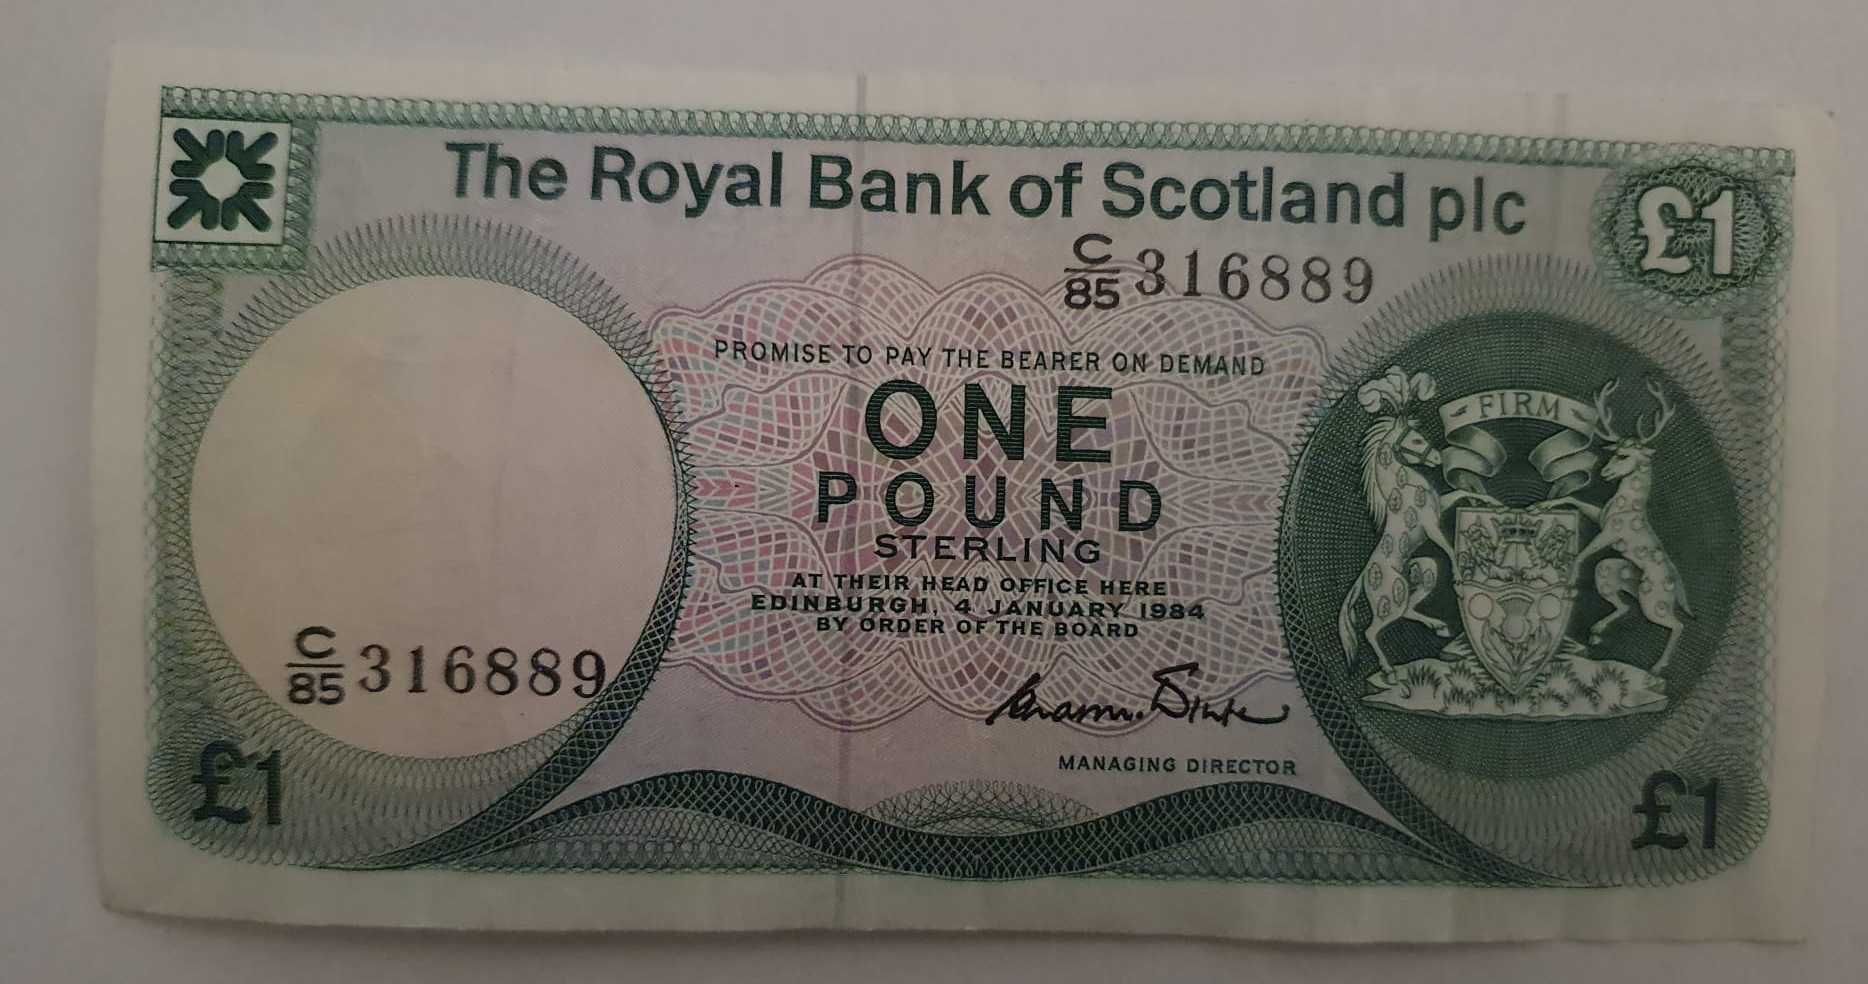 The Royal Bank of Scotland plc
£1
C/85 316889
PROMISE TO PAY THE BEARER ON DEMAND
ONE
POUND
STERLING
AT THEIR HEAD OFFICE HERE
EDINBURGH, 4 JANUARY 1984
BY ORDER OF THE BOARD
FIRM
C/85 316889
MANAGING DIRECTOR
£1
£1